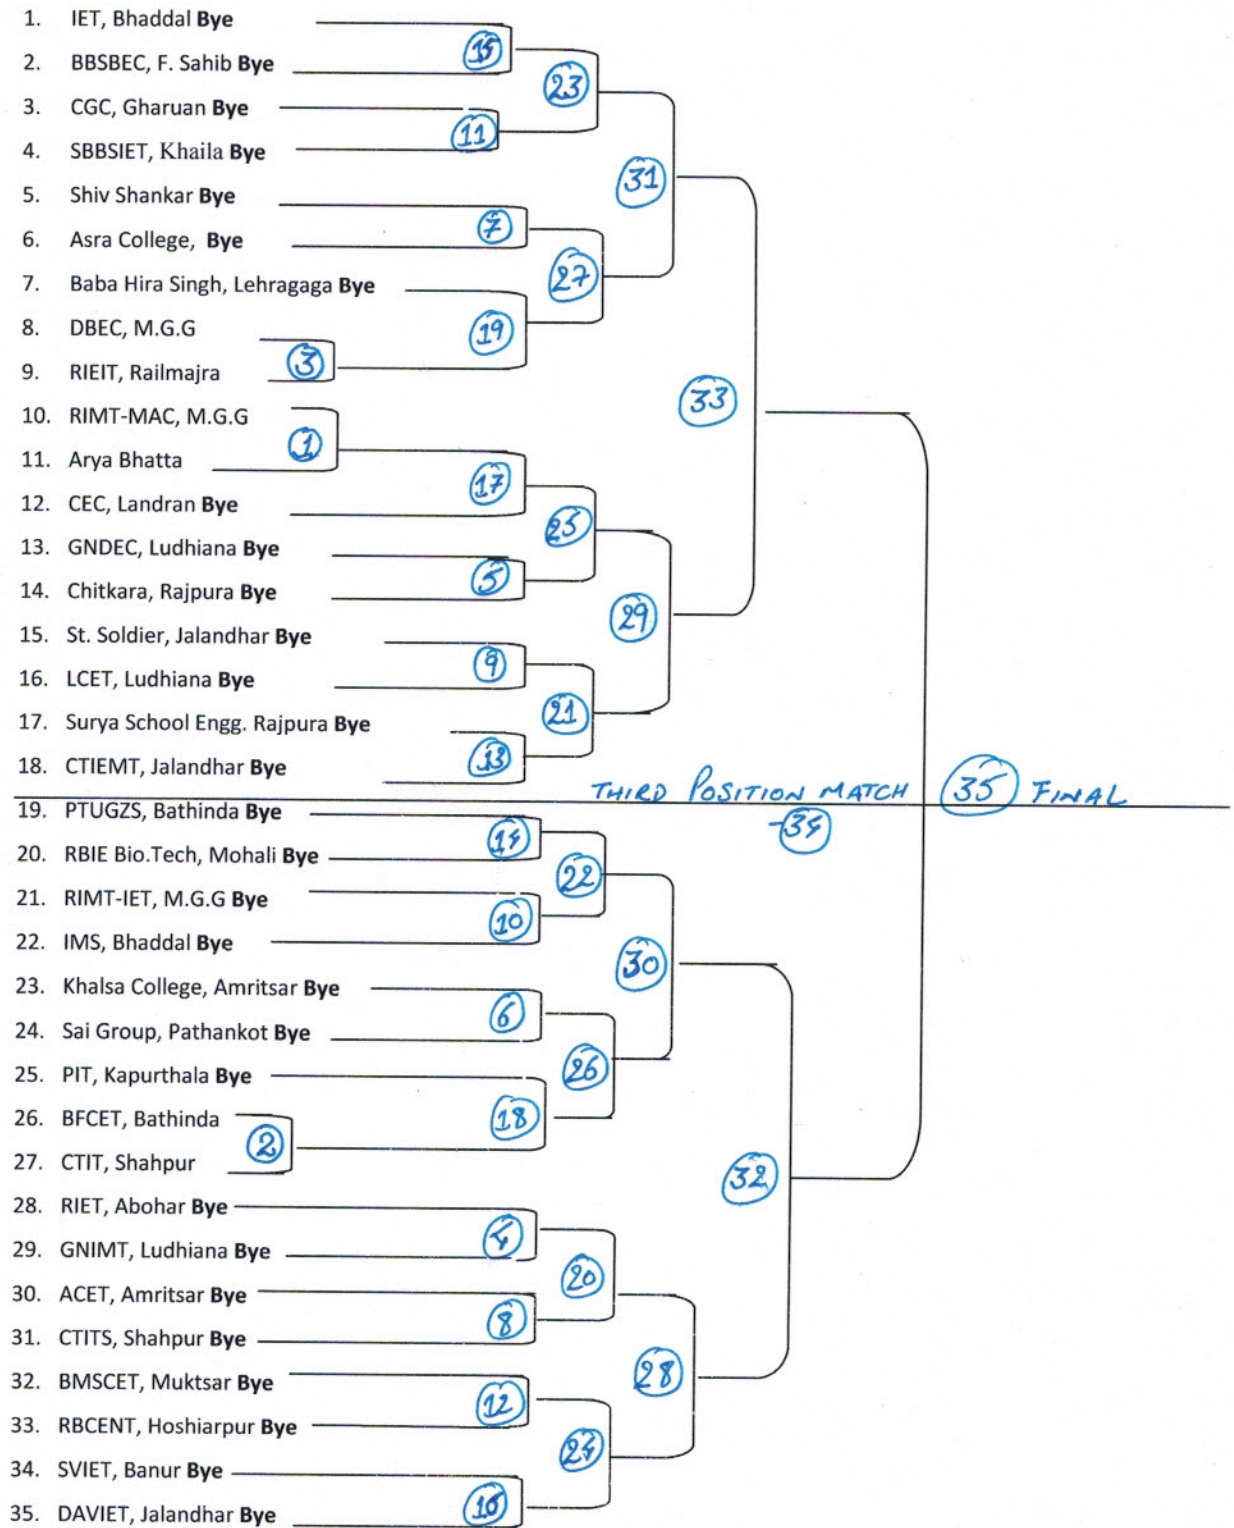 1. IET, Bhaddal Bye
15
2. BBSBEC, F. Sahib Bye
23
3. CGC, Gharuan Bye
11
4. SBBSIET, Khaila Bye
31
5. Shiv Shankar Bye
7
6. Asra College, Bye
27
7. Baba Hira Singh, Lehragaga Bye
19
8. DBEC, M.G.G
3
9. RIEIT, Railmajra
33
10. RIMT-MAC, M.G.G
1
11. Arya Bhatta
17
12. CEC, Landran Bye
25
13. GNDEC, Ludhiana Bye
5
14. Chitkara, Rajpura Bye
29
15. St. Soldier, Jalandhar Bye
9
16. LCET, Ludhiana Bye
21
17. Surya School Engg. Rajpura Bye
13
18. CTIEMT, Jalandhar Bye
THIRD POSITION MATCH 35 FINAL
-34
19. PTUGZS, Bathinda Bye
14
20. RBIE Bio.Tech, Mohali Bye
22
21. RIMT-IET, M.G.G Bye
10
22. IMS, Bhaddal Bye
30
23. Khalsa College, Amritsar Bye
6
24. Sai Group, Pathankot Bye
26
25. PIT, Kapurthala Bye
18
26. BFCET, Bathinda
2
27. CTIT, Shahpur
32
28. RIET, Abohar Bye
4
29. GNIMT, Ludhiana Bye
20
30. ACET, Amritsar Bye
8
31. CTITS, Shahpur Bye
28
32. BMSCET, Muktsar Bye
12
33. RBCENT, Hoshiarpur Bye
24
34. SVIET, Banur Bye
16
35. DAVIET, Jalandhar Bye